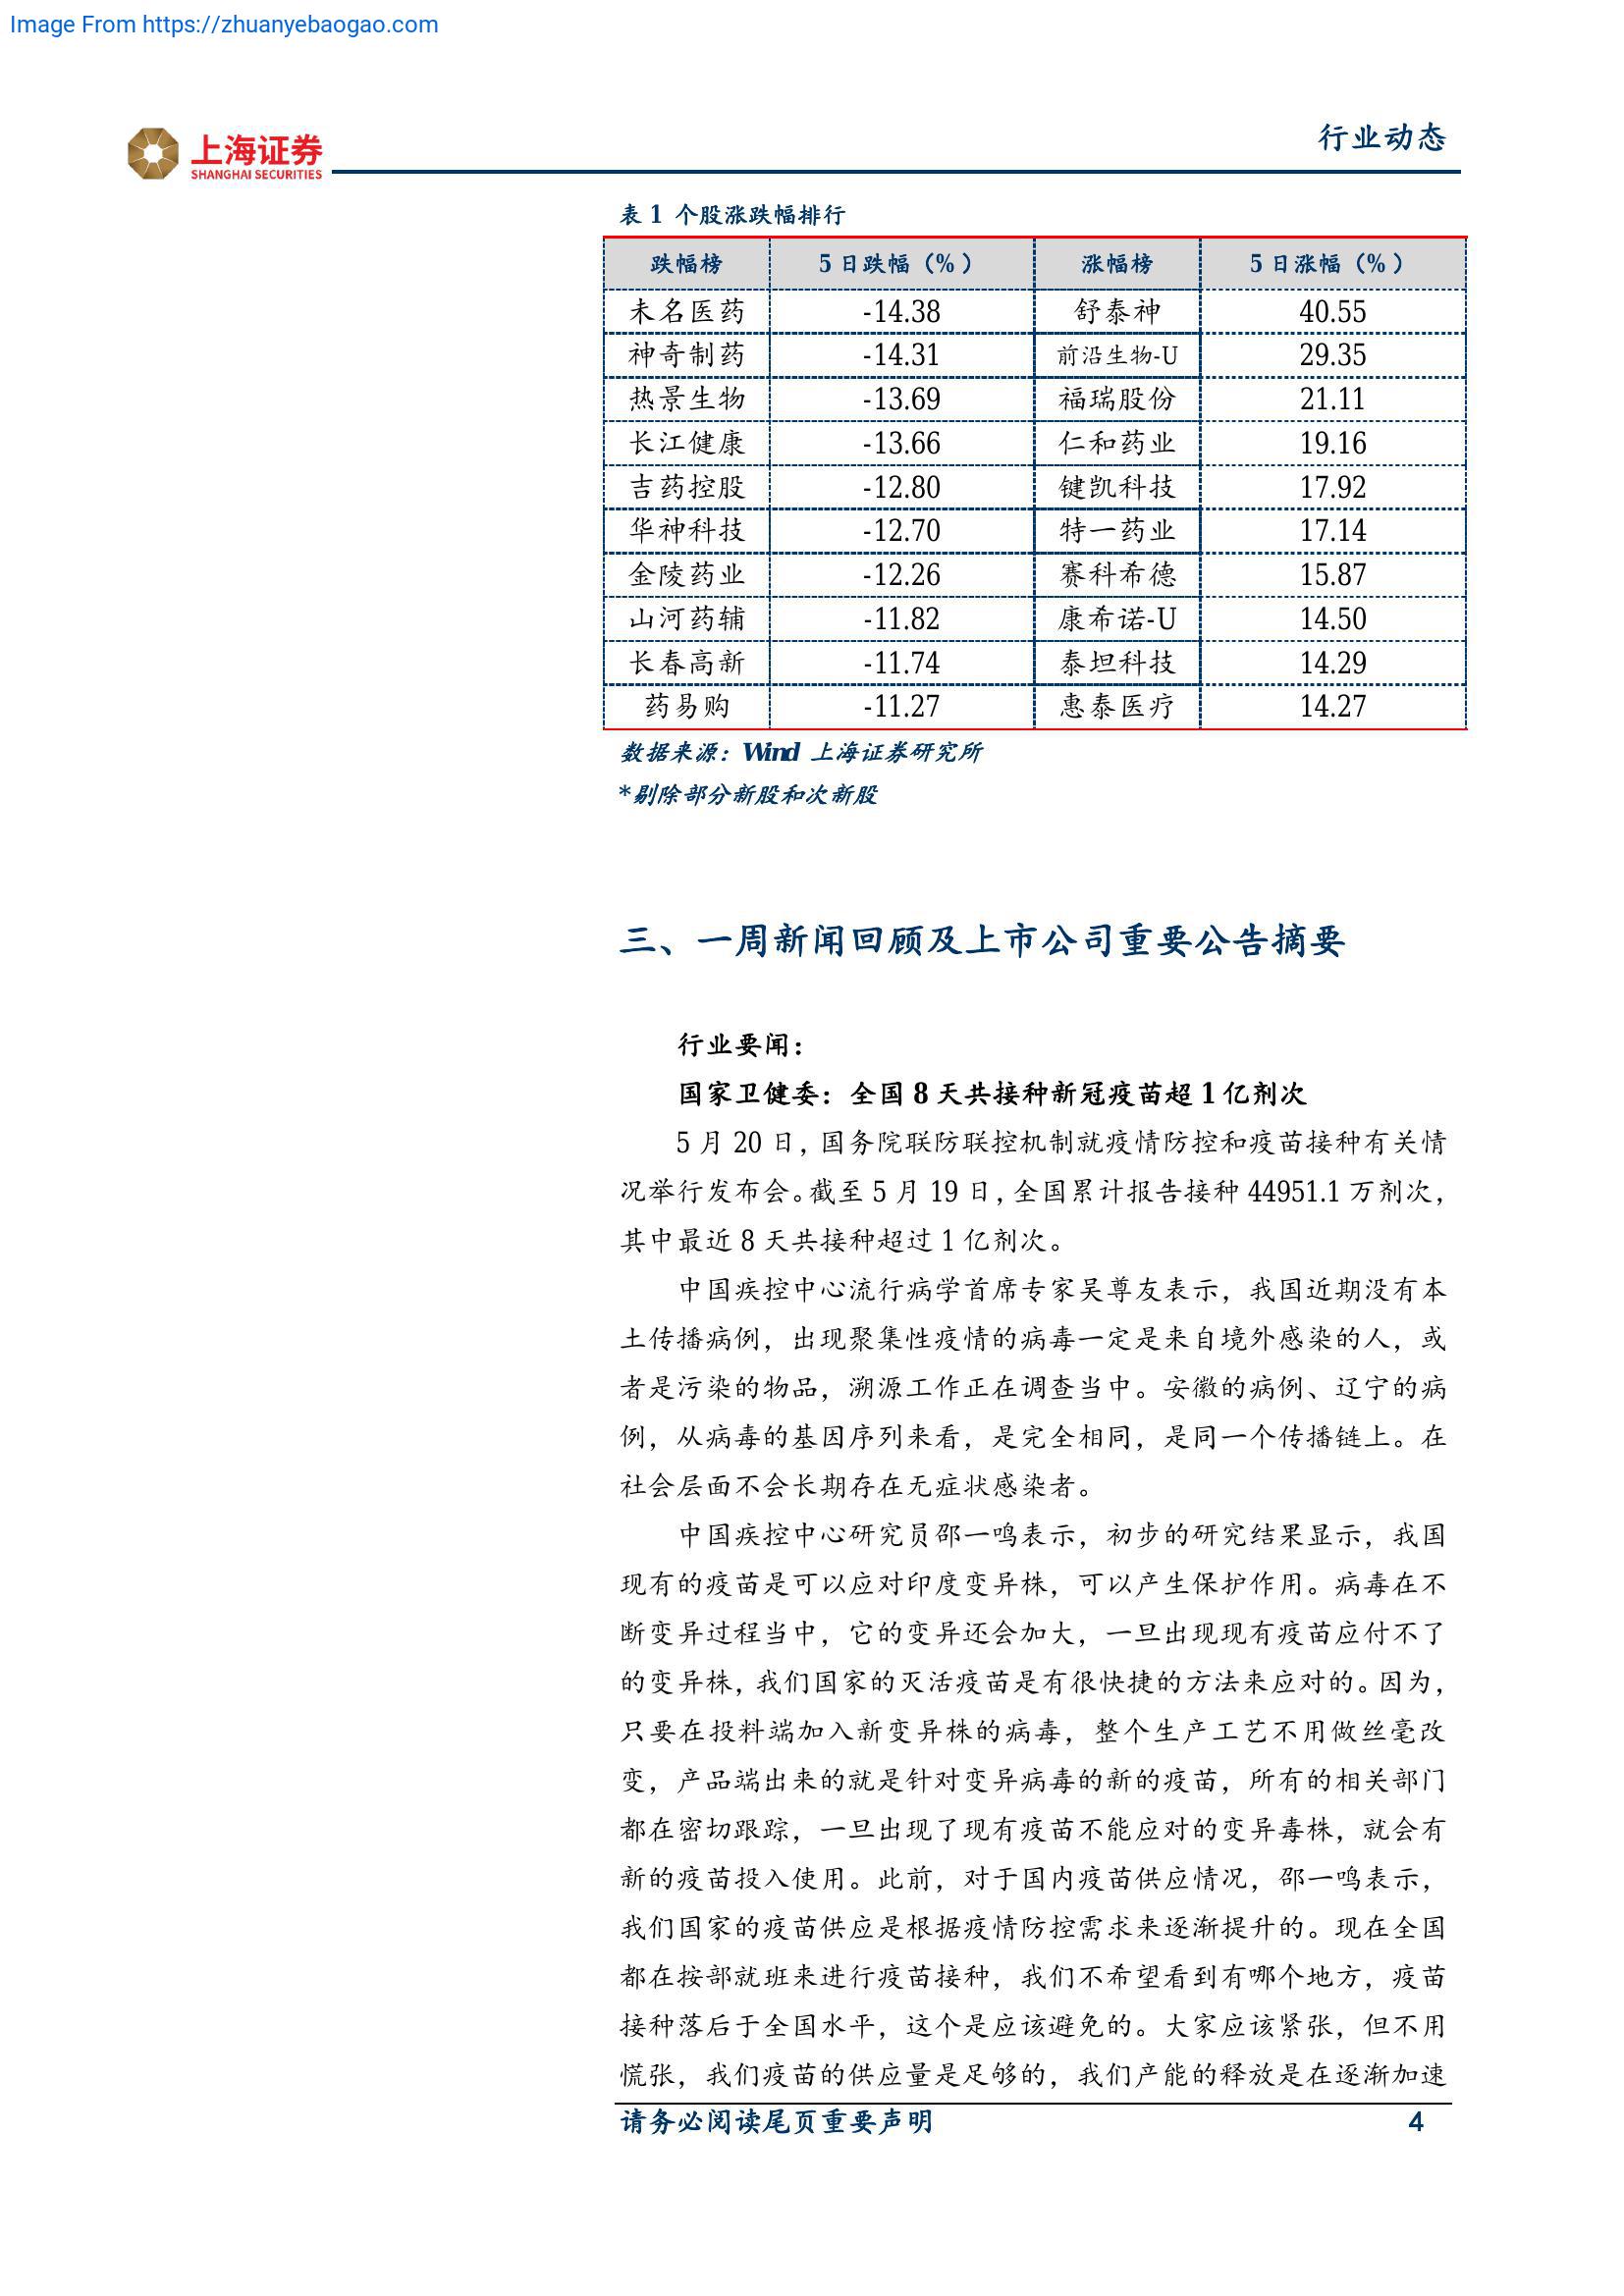 Image From https://zhuanyebaogao.com
上海证券
SHANGHAI SECURITIES
行业动态
表 1 个股涨跌幅排行
跌幅榜 5 日跌幅（%） 涨幅榜 5 日涨幅（%）
未名医药 -14.38 舒泰神 40.55
神奇制药 -14.31 前沿生物-U 29.35
热景生物 -13.69 福瑞股份 21.11
长江健康 -13.66 仁和药业 19.16
吉药控股 -12.80 键凯科技 17.92
华神科技 -12.70 特一药业 17.14
金陵药业 -12.26 赛科希德 15.87
山河药辅 -11.82 康希诺-U 14.50
长春高新 -11.74 泰坦科技 14.29
药易购 -11.27 惠泰医疗 14.27
数据来源：Wind 上海证券研究所
*剔除部分新股和次新股
三、一周新闻回顾及上市公司重要公告摘要
行业要闻：
国家卫健委：全国 8 天共接种新冠疫苗超 1 亿剂次
5 月 20 日，国务院联防联控机制就疫情防控和疫苗接种有关情
况举行发布会。截至 5 月 19 日，全国累计报告接种 44951.1 万剂次，
其中最近 8 天共接种超过 1 亿剂次。
中国疾控中心流行病学首席专家吴尊友表示，我国近期没有本
土传播病例，出现聚集性疫情的病毒一定是来自境外感染的人，或
者是污染的物品，溯源工作正在调查当中。安徽的病例、辽宁的病
例，从病毒的基因序列来看，是完全相同，是同一个传播链上。在
社会层面不会长期存在无症状感染者。
中国疾控中心研究员邵一鸣表示，初步的研究结果显示，我国
现有的疫苗是可以应对印度变异株，可以产生保护作用。病毒在不
断变异过程当中，它的变异还会加大，一旦出现现有疫苗应付不了
的变异株，我们国家的灭活疫苗是有很快捷的方法来应对的。因为，
只要在投料端加入新变异株的病毒，整个生产工艺不用做丝毫改
变，产品端出来的就是针对变异病毒的新的疫苗，所有的相关部门
都在密切跟踪，一旦出现了现有疫苗不能应对的变异毒株，就会有
新的疫苗投入使用。此前，对于国内疫苗供应情况，邵一鸣表示，
我们国家的疫苗供应是根据疫情防控需求来逐渐提升的。现在全国
都在按部就班来进行疫苗接种，我们不希望看到有哪个地方，疫苗
接种落后于全国水平，这个是应该避免的。大家应该紧张，但不用
慌张，我们疫苗的供应量是足够的，我们产能的释放是在逐渐加速
请务必阅读尾页重要声明 4